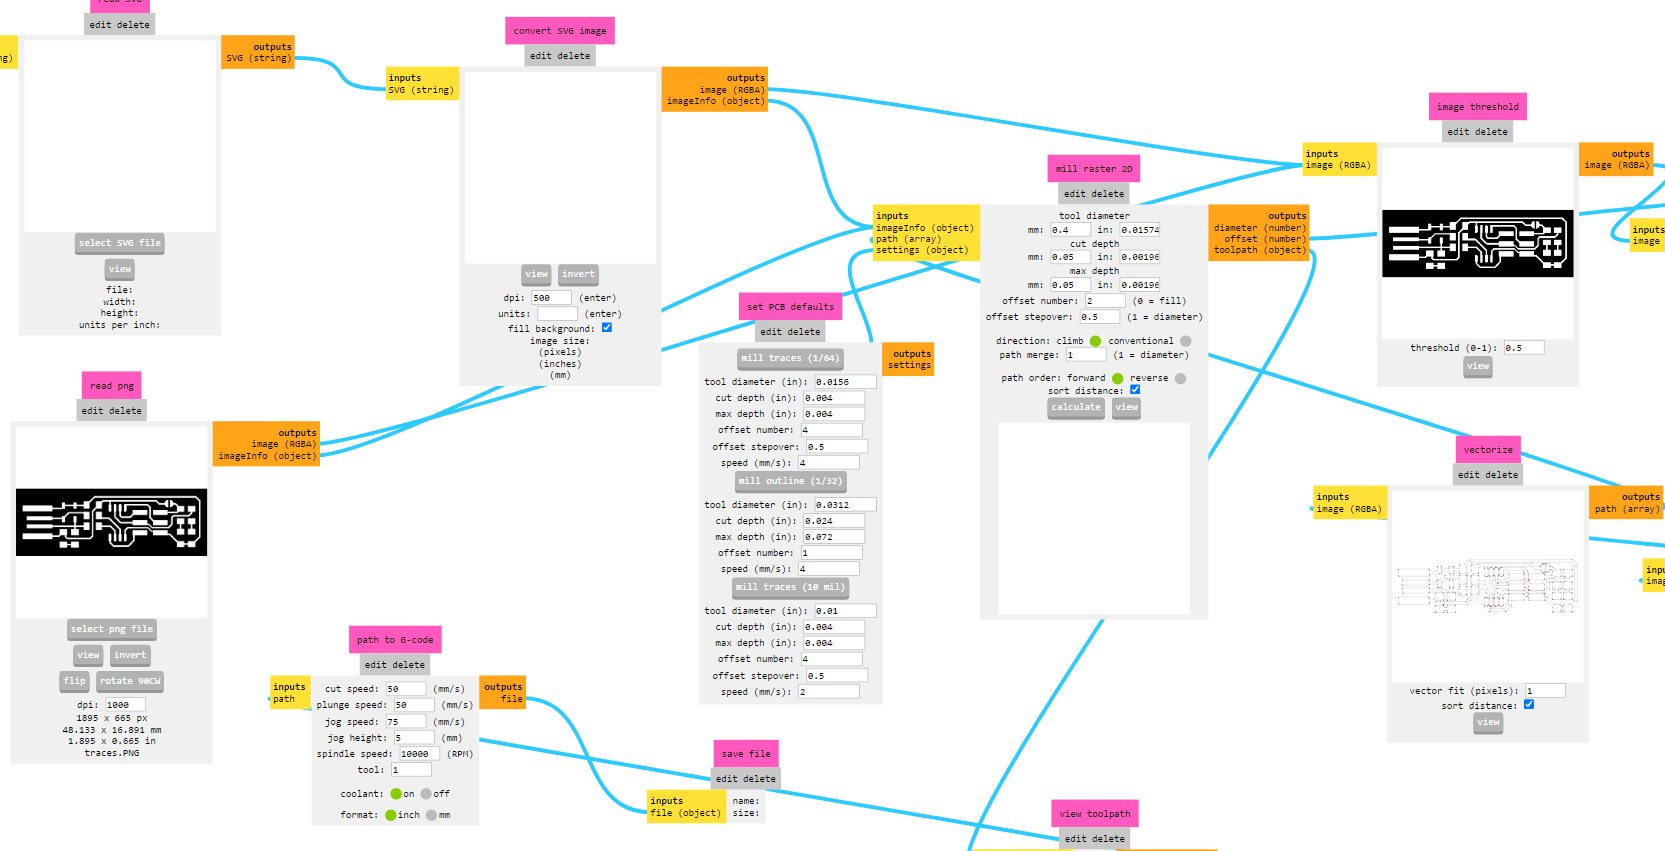 read SVG
edit delete
outputs
SVG (string)
select SVG file
view
file:
width:
height:
units per inch:
convert SVG image
edit delete
inputs
SVG (string)
outputs
image (RGBA)
imageInfo (object)
view invert
dpi: 500 (enter)
units: (enter)
fill background:
image size:
(pixels)
(inches)
(mm)
read png
edit delete
outputs
image (RGBA)
imageInfo (object)
select png file
view invert
flip rotate 90CW
dpi: 1000
1895 x 665 px
48.133 x 16.891 mm
1.895 x 0.665 in
traces.PNG
path to G-code
edit delete
inputs
path
outputs
file
cut speed: 50 (mm/s)
plunge speed: 50 (mm/s)
jog speed: 75 (mm/s)
jog height: 5 (mm)
spindle speed: 10000 (RPM)
tool: 1
coolant: on off
format: inch mm
save file
edit delete
inputs
file (object)
name:
size:
set PCB defaults
edit delete
outputs
settings
mill traces (1/64)
tool diameter (in): 0.0156
cut depth (in): 0.004
max depth (in): 0.004
offset number: 4
offset stepover: 0.5
speed (mm/s): 4
mill outline (1/32)
tool diameter (in): 0.0312
cut depth (in): 0.024
max depth (in): 0.072
offset number: 1
speed (mm/s): 4
mill traces (10 mil)
tool diameter (in): 0.01
cut depth (in): 0.004
max depth (in): 0.004
offset number: 4
offset stepover: 0.5
speed (mm/s): 2
mill raster 2D
edit delete
inputs
imageInfo (object)
path (array)
settings (object)
outputs
diameter (number)
offset (number)
toolpath (object)
tool diameter
mm: 0.4 in: 0.01574
cut depth
mm: 0.05 in: 0.00196
max depth
mm: 0.05 in: 0.00196
offset number: 2 (0 = fill)
offset stepover: 0.5 (1 = diameter)
direction: climb conventional
path merge: 1 (1 = diameter)
path order: forward reverse
sort distance:
calculate view
view toolpath
edit delete
image threshold
edit delete
inputs
image (RGBA)
outputs
image (RGBA)
threshold (0-1): 0.5
view
inputs
image
vectorize
edit delete
inputs
image (RGBA)
outputs
path (array)
vector fit (pixels): 1
sort distance:
view